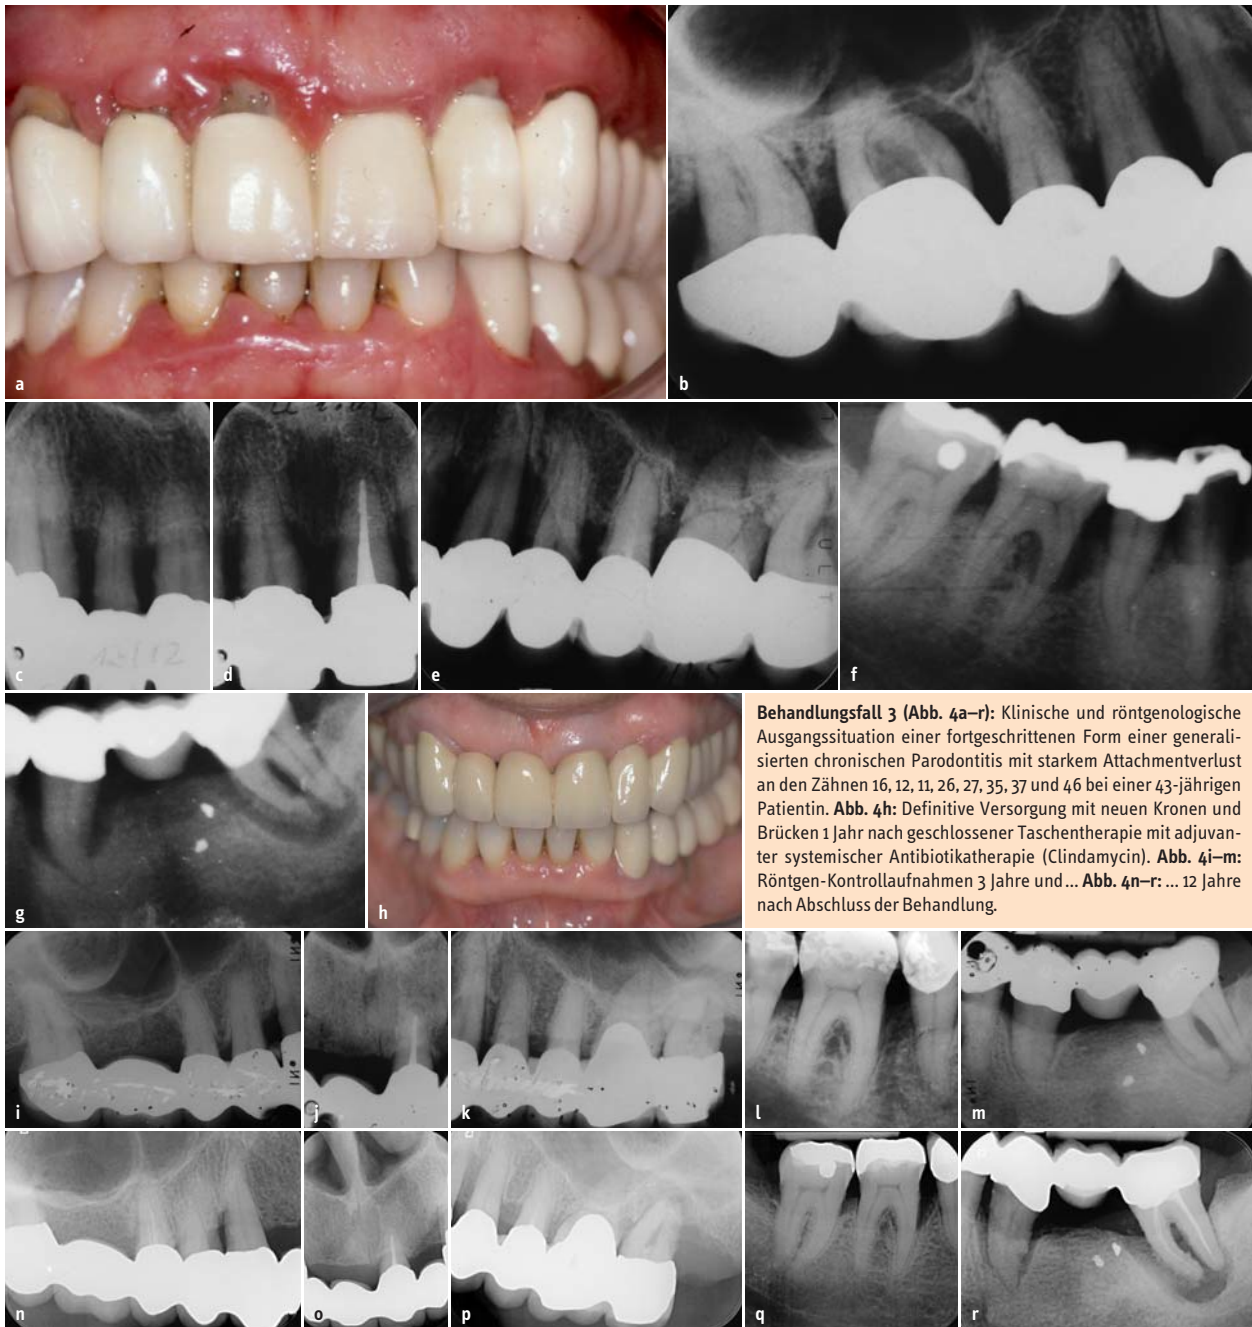 a
b
c
d
e
f
g
h
Behandlungsfall 3 (Abb. 4a–r): Klinische und röntgenologische
Ausgangssituation einer fortgeschrittenen Form einer generali-
sierten chronischen Parodontitis mit starkem Attachmentverlust
an den Zähnen 16, 12, 11, 26, 27, 35, 37 und 46 bei einer 43-jährigen
Patientin. Abb. 4h: Definitive Versorgung mit neuen Kronen und
Brücken 1 Jahr nach geschlossener Taschentherapie mit adjuvan-
ter systemischer Antibiotikatherapie (Clindamycin). Abb. 4i–m:
Röntgen-Kontrollaufnahmen 3 Jahre und ... Abb. 4n–r: ... 12 Jahre
nach Abschluss der Behandlung.
i
j
k
l
m
n
o
p
q
r